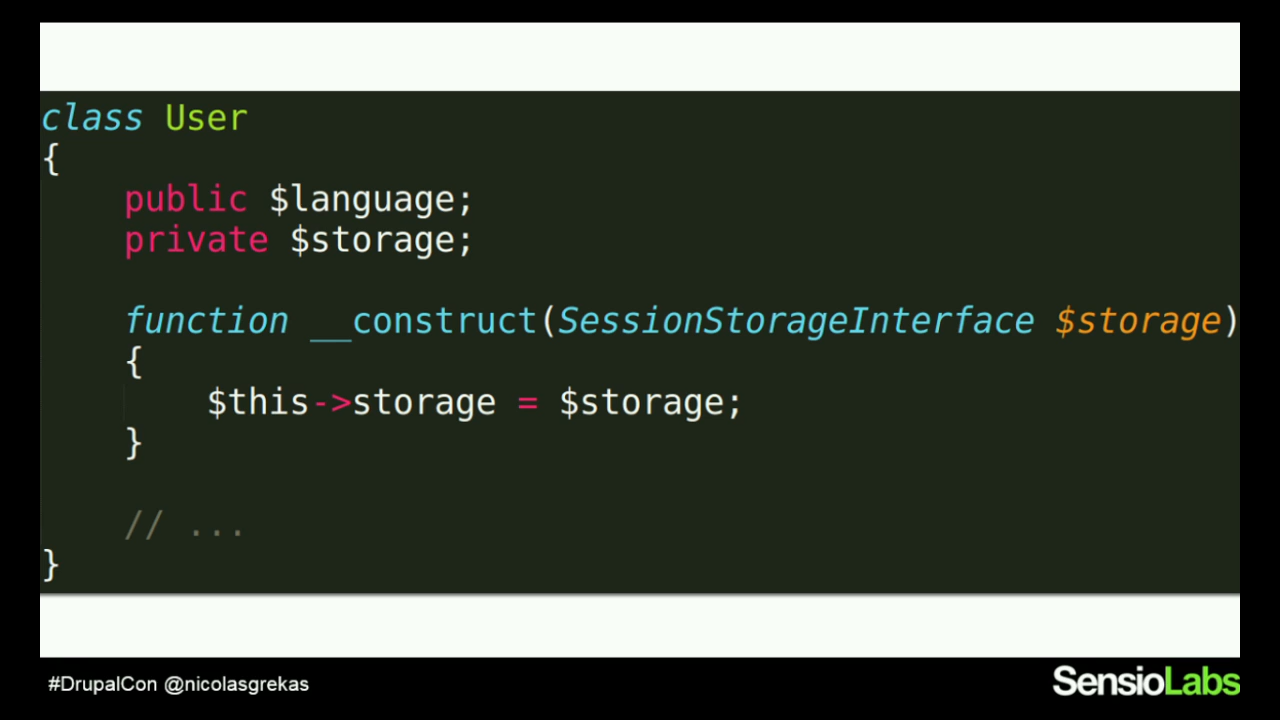 class User
{
    public $language;
    private $storage;
    function __construct(SessionStorageInterface $storage)
    {
        $this->storage = $storage;
    }
    // ...
}
#DrupalCon @nicolasgrekas
SensioLabs